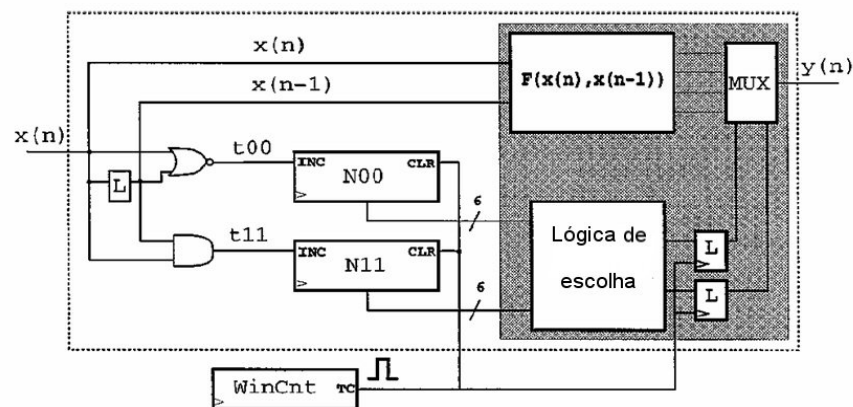 x(n)
x(n-1)
F(x(n),x(n-1))
MUX
y(n)
x(n)
L
t00
INC
CLR
N00
6
t11
INC
CLR
N11
6
Lógica de
escolha
L
L
WinCnt
TC